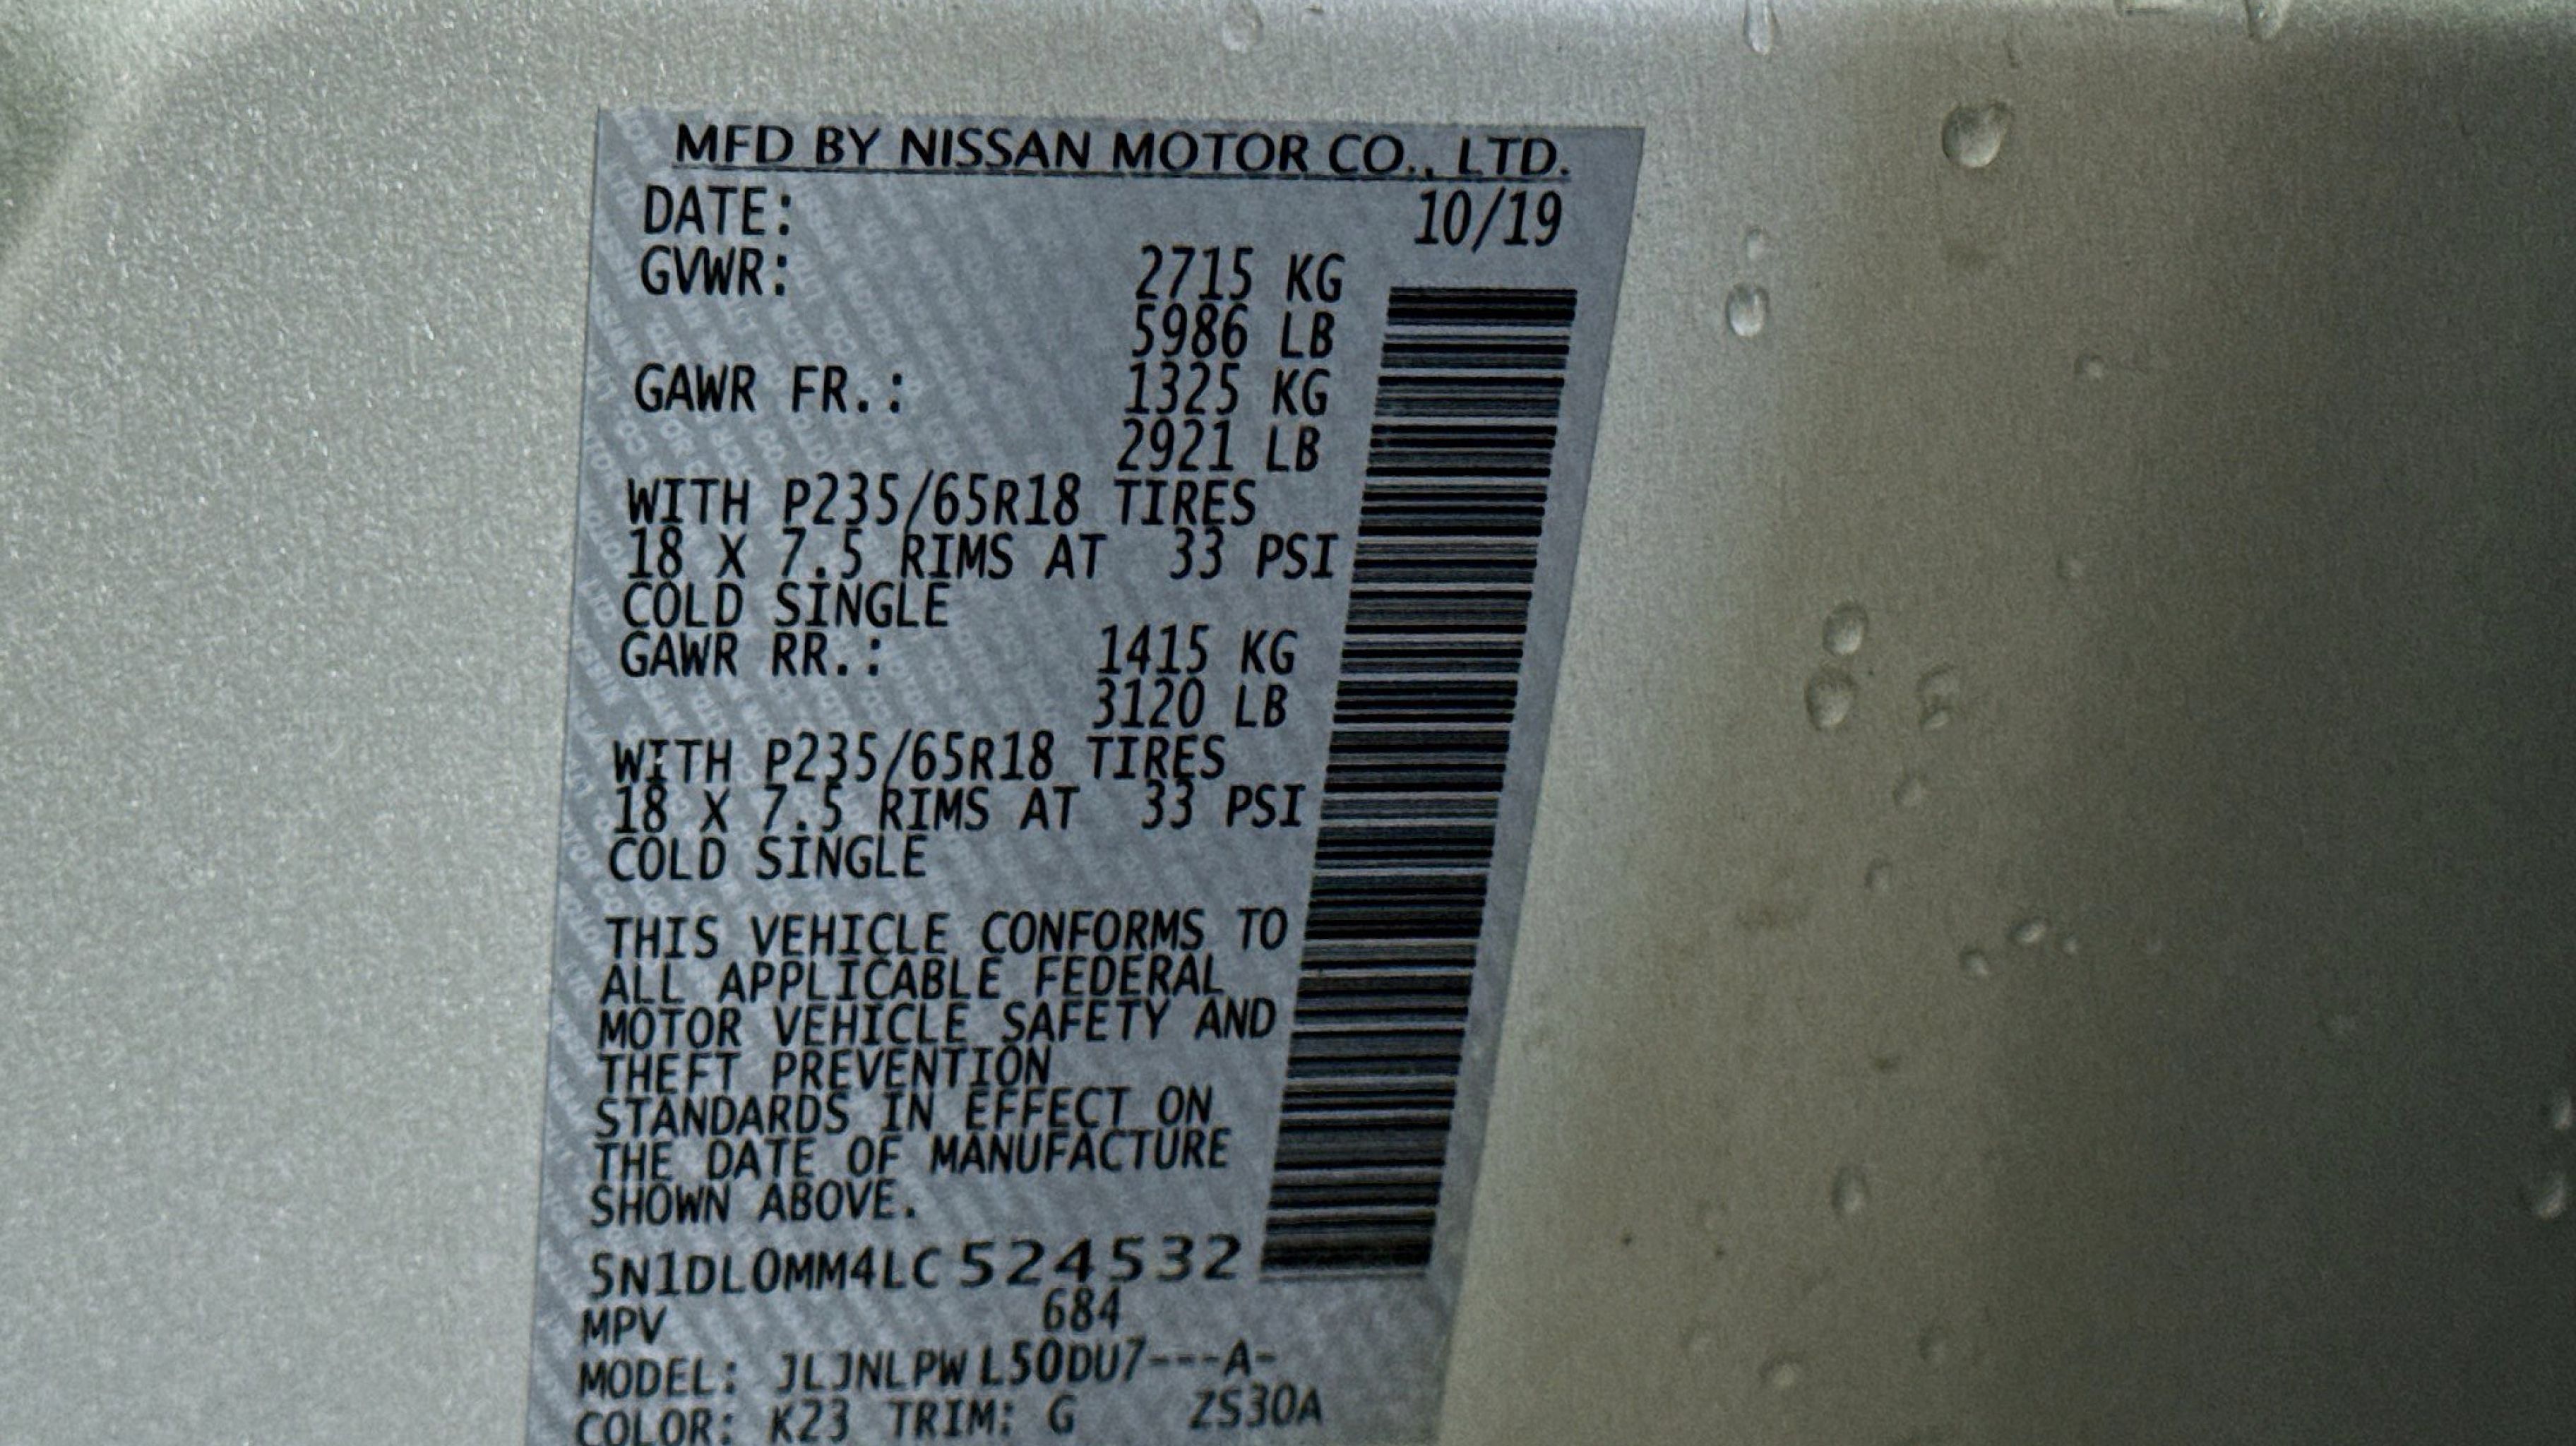 MFD BY NISSAN MOTOR CO., LTD.
DATE: 10/19
GVWR: 2715 KG
5986 LB
GAWR FR.: 1325 KG
2921 LB
WITH P235/65R18 TIRES
18 X 7.5 RIMS AT 33 PSI
COLD SINGLE
GAWR RR.: 1415 KG
3120 LB
WITH P235/65R18 TIRES
18 X 7.5 RIMS AT 33 PSI
COLD SINGLE
THIS VEHICLE CONFORMS TO
ALL APPLICABLE FEDERAL
MOTOR VEHICLE SAFETY AND
THEFT PREVENTION
STANDARDS IN EFFECT ON
THE DATE OF MANUFACTURE
SHOWN ABOVE.
5N1DL0MM4LC524532
MPV 684
MODEL: JLJNLPWL50DU7---A-
COLOR: K23 TRIM: G ZS30A